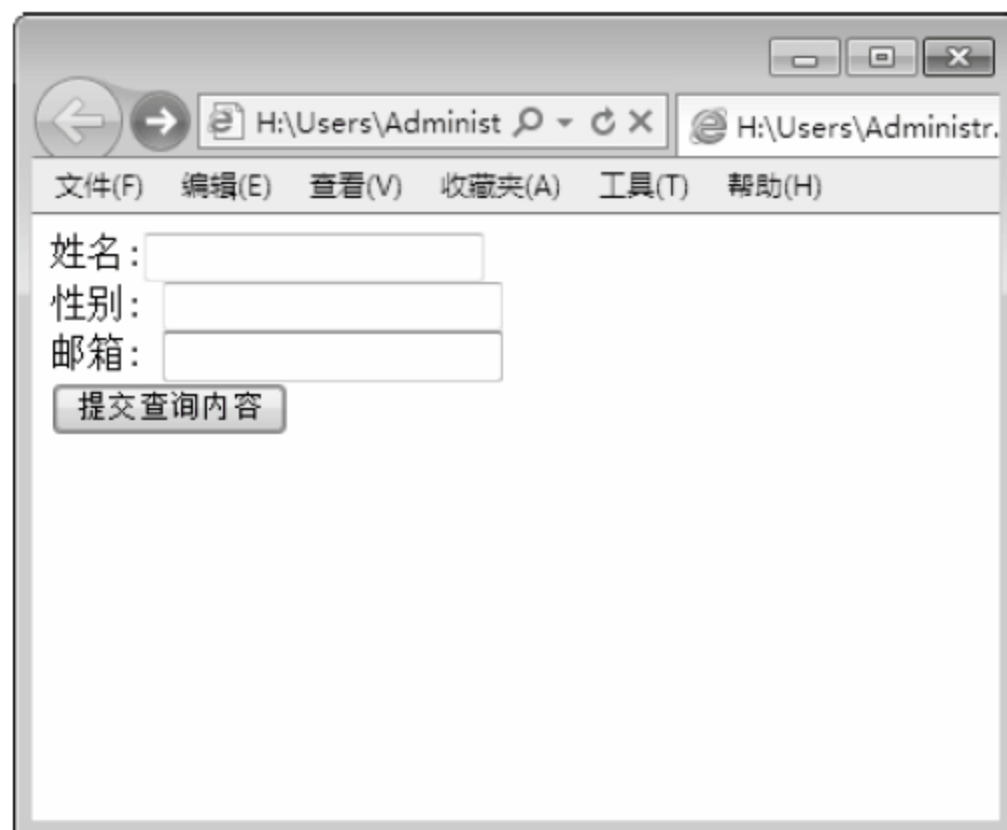 H:\Users\Administ
H:\Users\Administr.
文件(F) 编辑(E) 查看(V) 收藏夹(A) 工具(T) 帮助(H)
姓名:
性别:
邮箱:
提交查询内容